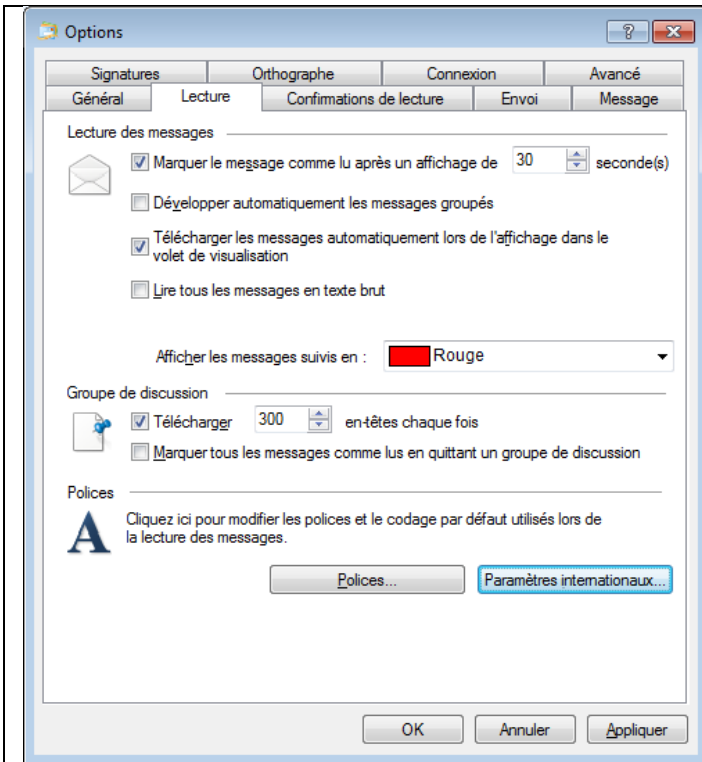 Options
Signatures Orthographe Connexion Avancé
Général Lecture Confirmations de lecture Envoi Message
Lecture des messages
Marquer le message comme lu après un affichage de 30 seconde(s)
Développer automatiquement les messages groupés
Télécharger les messages automatiquement lors de l'affichage dans le
volet de visualisation
Lire tous les messages en texte brut
Afficher les messages suivis en : Rouge
Groupe de discussion
Télécharger 300 en-têtes chaque fois
Marquer tous les messages comme lus en quittant un groupe de discussion
Polices
Cliquez ici pour modifier les polices et le codage par défaut utilisés lors de
la lecture des messages.
Polices... Paramètres internationaux...
OK Annuler Appliquer